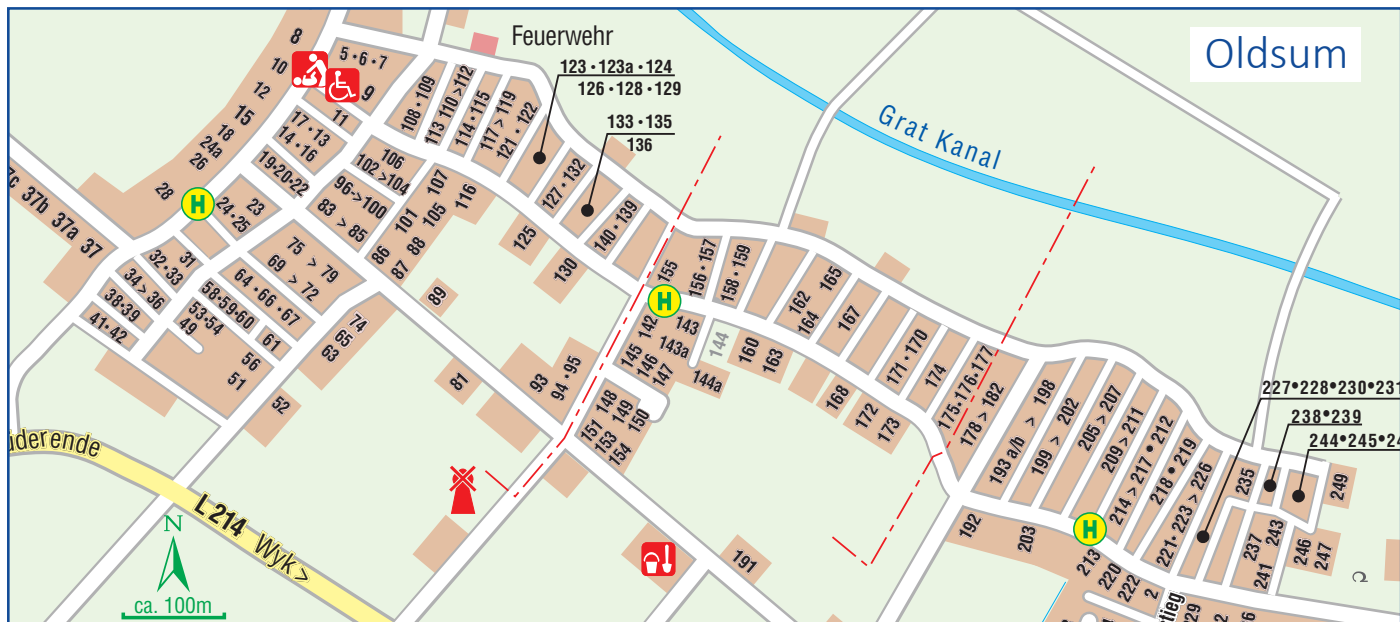 Oldsum
Feuerwehr
Grat Kanal
123 • 123a • 124
126 • 128 • 129
133 • 135
136
227•228•230•231
238•239
244•245•24
8
10
12
15
18
24a
26
28
5 • 6 • 7
9
11
17 • 13
14 • 16
19-20-22
23
24 • 25
7c 37b 37a 37
31
32 • 33
34 > 36
38-39
41 • 42
106
102 >104
96->100
83 > 85
108 • 109
113 110 >112
114 • 115
117 > 119
121 • 122
127 • 132
140 • 139
107
116
101
105
86
88
87
89
75 > 79
69 > 72
64 • 66 • 67
58-59-60
61
53-54
49
56
51
74
65
63
52
81
93
94 • 95
125
130
155
156 • 157
158 • 159
142
143
143a
144
144a
145
146
147
148
149
150
151
153
154
160
163
162
165
164
167
168
172
173
171 • 170
174
175 • 176 • 177
178 > 182
193 a/b > 198
199 > 202
205 > 207
209 > 211
214 > 217 • 212
218 • 219
221 • 223 > 226
235
249
237
243
241
246
247
192
203
213
220
222
2
191
H
H
H
L 214 Wyk >
N
ca. 100m